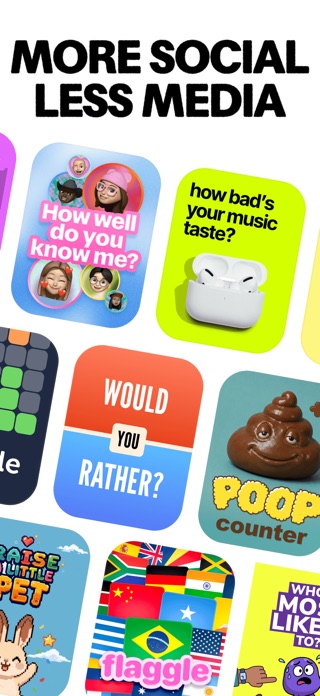 MORE SOCIAL
LESS MEDIA
How well
do you
know me?
how bad's
your music
taste?
WOULD
YOU
RATHER?
POOP
counter
RAISE
LITTLE
PET
flaggle
WHO
MOS
LIKE
TO?